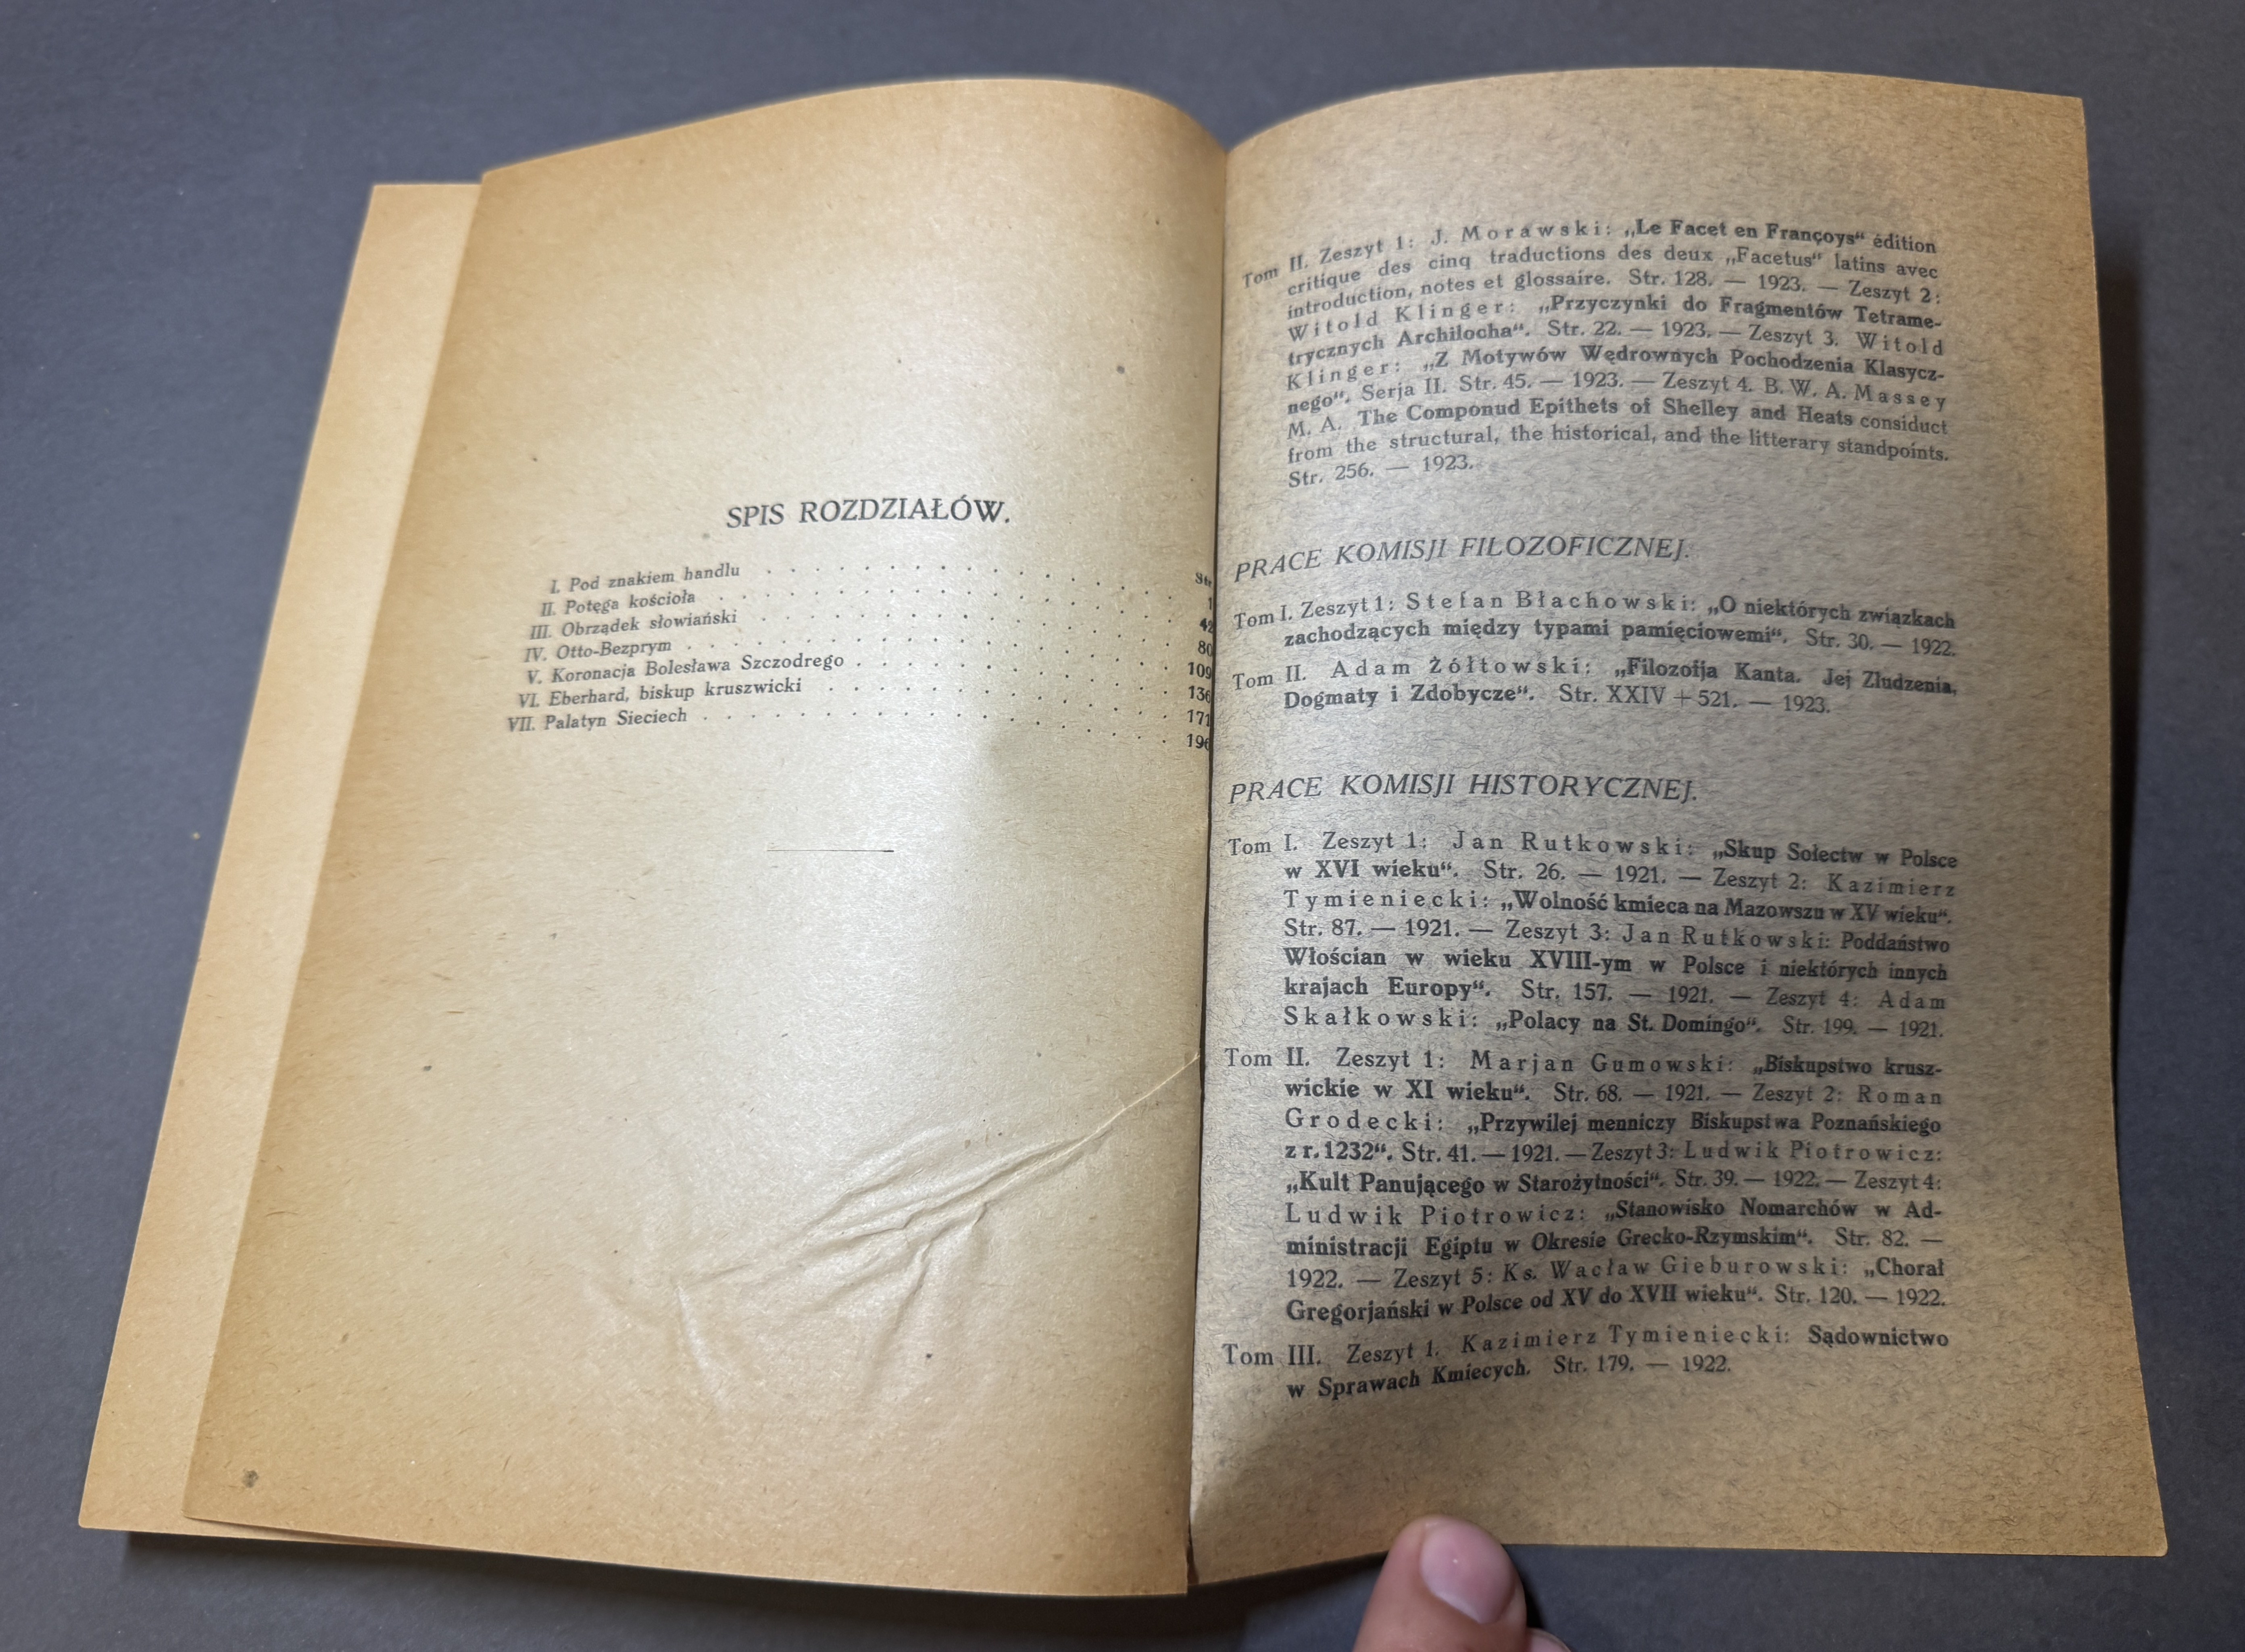 SPIS ROZDZIAŁÓW.
Str.
I. Pod znakiem handlu . . . . . . . . . . . . . 1
II. Potęga kościoła . . . . . . . . . . . . . 42
III. Obrządek słowiański . . . . . . . . . . . . . 80
IV. Otto-Bezprym . . . . . . . . . . . . . 109
V. Koronacja Bolesława Szczodrego . . . . . . . . . . 136
VI. Eberhard, biskup kruszwicki . . . . . . . . . . . 171
VII. Palatyn Sieciech . . . . . . . . . . . . . 196
Tom II. Zeszyt 1: J. Morawski: „Le Facet en Françoys“ édition
critique des cinq traductions des deux „Facetus“ latins avec
introduction, notes et glossaire. Str. 128. — 1923. — Zeszyt 2:
Witold Klinger: „Przyczynki do Fragmentów Tetrame-
trycznych Archilocha“. Str. 22. — 1923. — Zeszyt 3. Witold
Klinger: „Z Motywów Wędrownych Pochodzenia Klasycz-
nego“. Serja II. Str. 45. — 1923. — Zeszyt 4. B. W. A. Massey
M. A. The Componud Epithets of Shelley and Heats considuct
from the structural, the historical, and the litterary standpoints.
Str. 256. — 1923.
PRACE KOMISJI FILOZOFICZNEJ.
Tom I. Zeszyt 1: Stefan Błachowski: „O niektórych związkach
zachodzących między typami pamięciowemi“. Str. 30. — 1922.
Tom II. Adam Żółtowski: „Filozofja Kanta. Jej Złudzenia,
Dogmaty i Zdobycze“. Str. XXIV + 521. — 1923.
PRACE KOMISJI HISTORYCZNEJ.
Tom I. Zeszyt 1: Jan Rutkowski: „Skup Sołectw w Polsce
w XVI wieku“. Str. 26. — 1921. — Zeszyt 2: Kazimierz
Tymieniecki: „Wolność kmieca na Mazowszu w XV wieku“.
Str. 87. — 1921. — Zeszyt 3: Jan Rutkowski: Poddaństwo
Włościan w wieku XVIII-ym w Polsce i niektórych innych
krajach Europy“. Str. 157. — 1921. — Zeszyt 4: Adam
Skałkowski: „Polacy na St. Domingo“. Str. 199. — 1921.
Tom II. Zeszyt 1: Marjan Gumowski: „Biskupstwo krusz-
wickie w XI wieku“. Str. 68. — 1921. — Zeszyt 2: Roman
Grodecki: „Przywilej menniczy Biskupstwa Poznańskiego
z r. 1232“. Str. 41. — 1921. — Zeszyt 3: Ludwik Piotrowicz:
„Kult Panującego w Starożytności“. Str. 39. — 1922. — Zeszyt 4:
Ludwik Piotrowicz: „Stanowisko Nomarchów w Ad-
ministracji Egiptu w Okresie Grecko-Rzymskim“. Str. 82. —
1922. — Zeszyt 5: Ks. Wacław Gieburowski: „Chorał
Gregorjański w Polsce od XV do XVII wieku“. Str. 120. — 1922.
Tom III. Zeszyt 1. Kazimierz Tymieniecki: Sądownictwo
w Sprawach Kmiecych. Str. 179. — 1922.